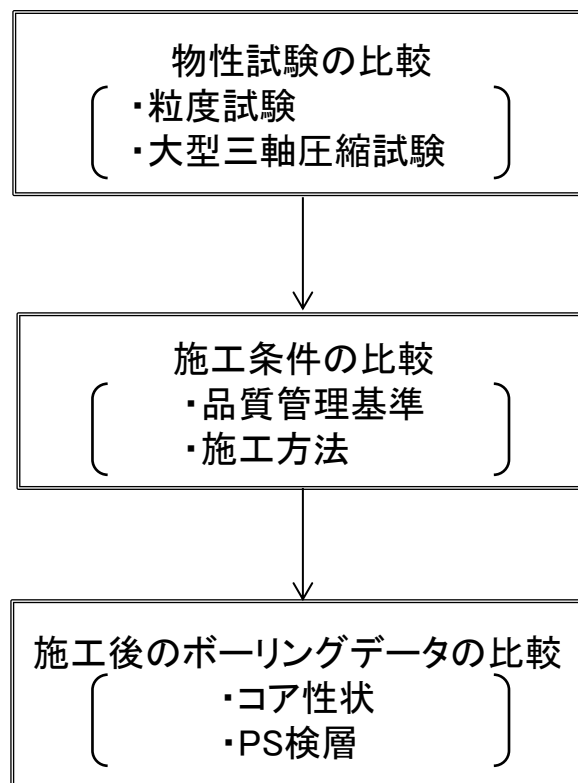 物性試験の比較
・粒度試験
・大型三軸圧縮試験
施工条件の比較
・品質管理基準
・施工方法
施工後のボーリングデータの比較
・コア性状
・PS検層